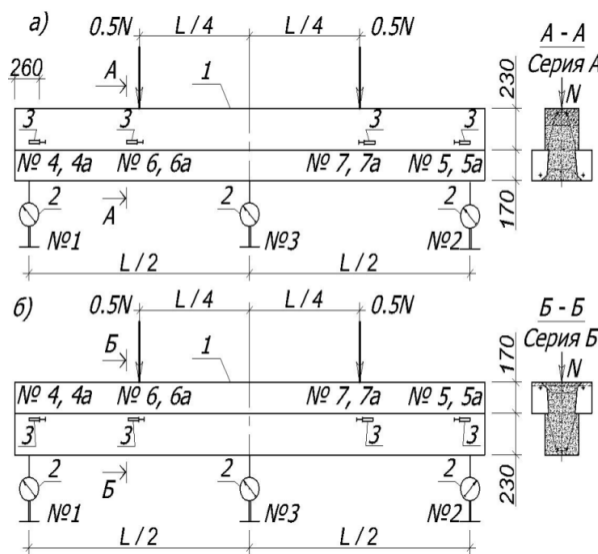 а)
0.5N L/4 L/4 0.5N
А - А
Серия А
260
А
1
230
N
3 3 3 3
№ 4, 4а № 6, 6а № 7, 7а № 5, 5а
2 А 2 2
170
№1 №3 №2
L/2 L/2
б)
0.5N L/4 L/4 0.5N
Б - Б
Серия Б
Б
1
170
N
№ 4, 4а № 6, 6а № 7, 7а № 5, 5а
3 3 3 3
2 Б 2 2
230
№1 №3 №2
L/2 L/2